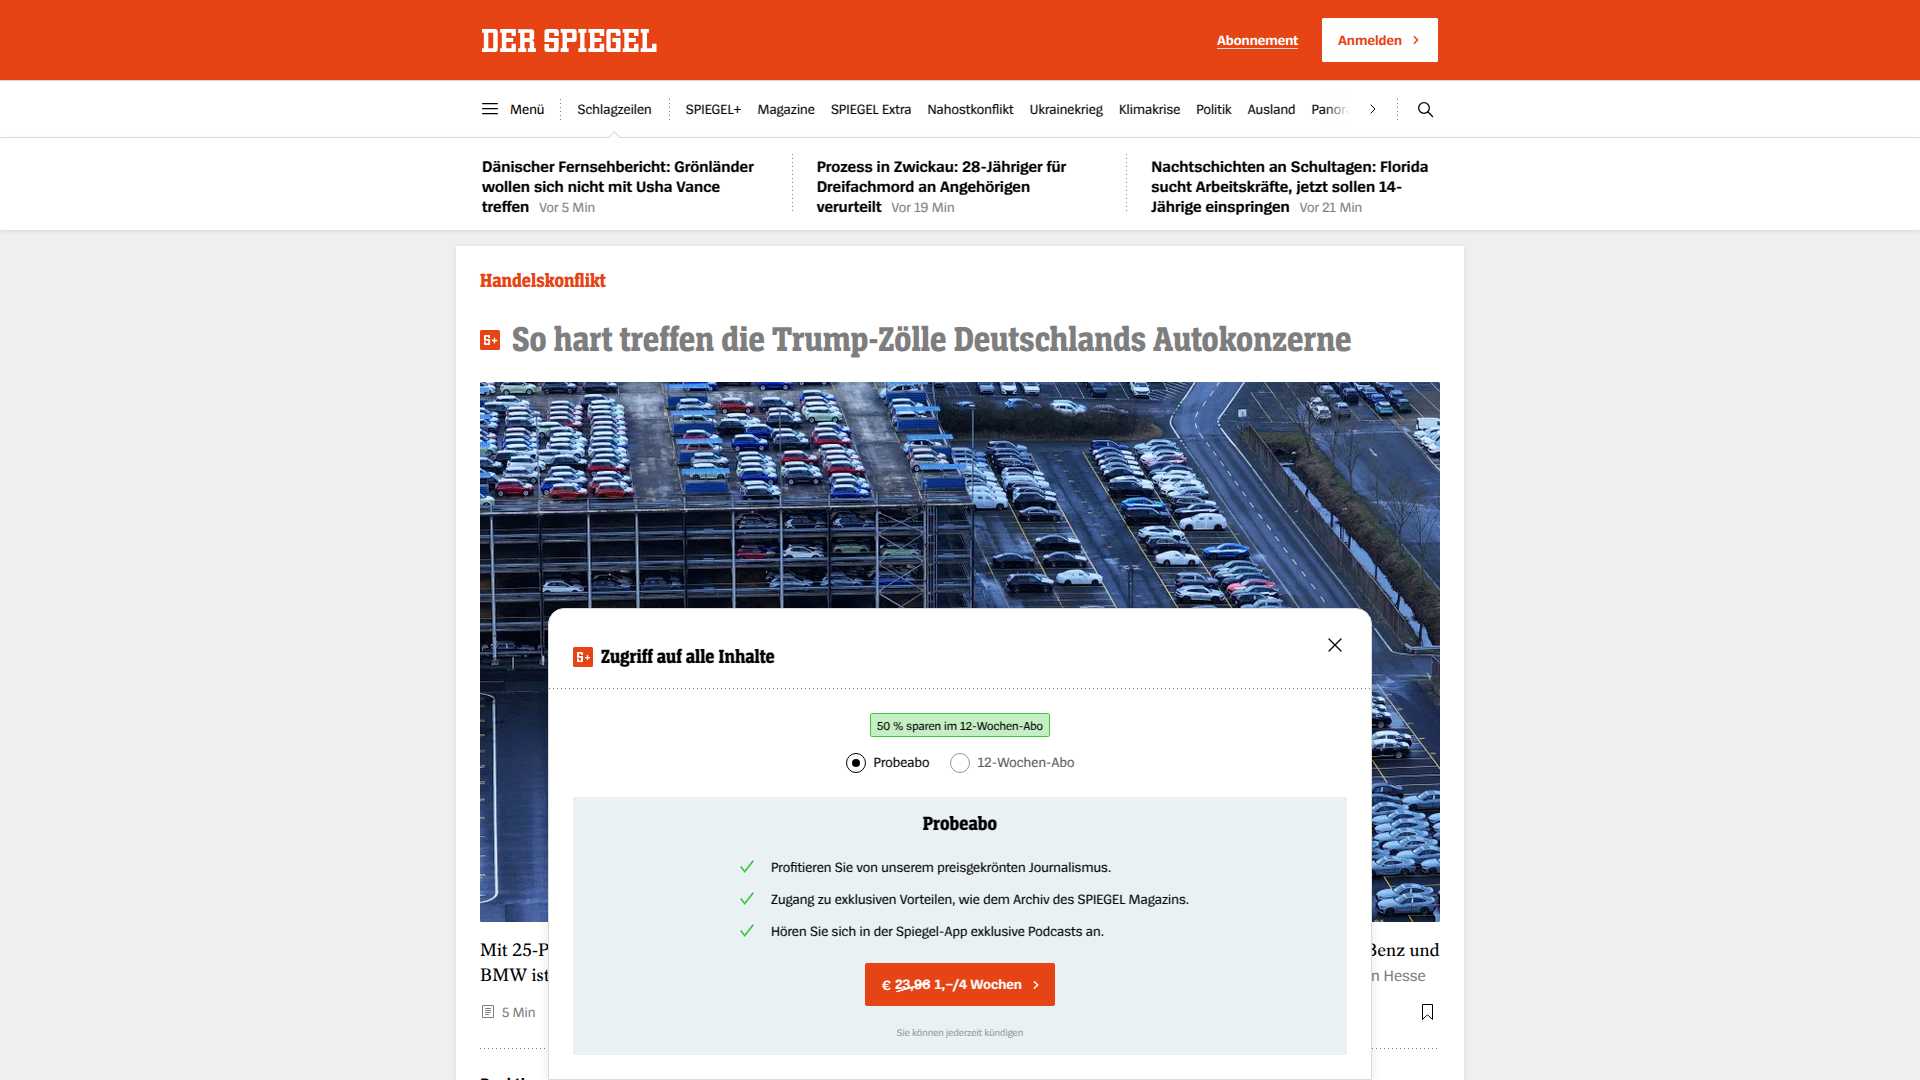 DER SPIEGEL
Abonnement
Anmelden
Menü
Schlagzeilen
SPIEGEL+
Magazine
SPIEGEL Extra
Nahostkonflikt
Ukrainekrieg
Klimakrise
Politik
Ausland
Dänischer Fernsehbericht: Grönländer
wollen sich nicht mit Usha Vance
treffen Vor 5 Min
Prozess in Zwickau: 28-Jähriger für
Dreifachmord an Angehörigen
verurteilt Vor 19 Min
Nachtschichten an Schultagen: Florida
sucht Arbeitskräfte, jetzt sollen 14-
Jährige einspringen Vor 21 Min
Handelskonflikt
S+ So hart treffen die Trump-Zölle Deutschlands Autokonzerne
S+ Zugriff auf alle Inhalte
50 % sparen im 12-Wochen-Abo
Probeabo
12-Wochen-Abo
Probeabo
Profitieren Sie von unserem preisgekrönten Journalismus.
Zugang zu exklusiven Vorteilen, wie dem Archiv des SPIEGEL Magazins.
Hören Sie sich in der Spiegel-App exklusive Podcasts an.
€ 23,96 1,–/4 Wochen
Sie können jederzeit kündigen
Mit 25-P
Benz und
BMW ist
Hesse
5 Min